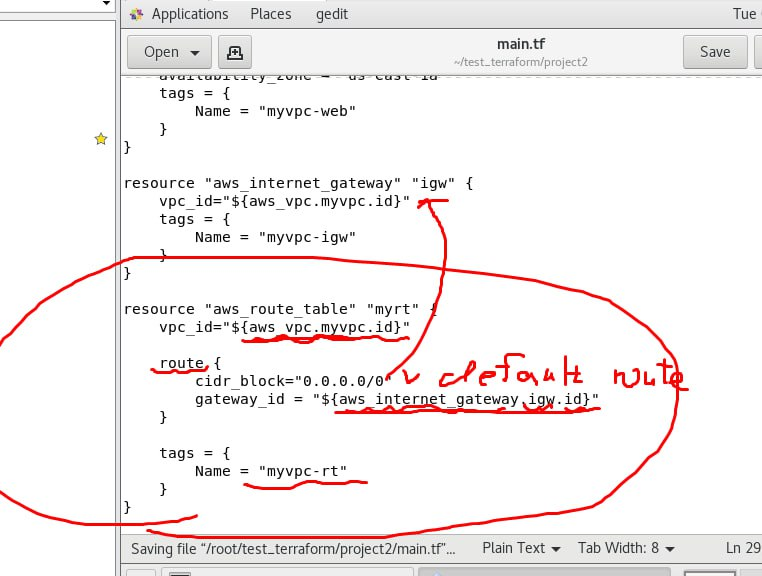 Applications Places gedit Tue
Open main.tf Save
~/test_terraform/project2
availability_zone = "us-east-1a"
tags = {
Name = "myvpc-web"
}
}
resource "aws_internet_gateway" "igw" {
vpc_id="${aws_vpc.myvpc.id}"
tags = {
Name = "myvpc-igw"
}
}
resource "aws_route_table" "myrt" {
vpc_id="${aws_vpc.myvpc.id}"
route {
cidr_block="0.0.0.0/0" default route
gateway_id = "${aws_internet_gateway.igw.id}"
}
tags = {
Name = "myvpc-rt"
}
}
Saving file “/root/test_terraform/project2/main.tf”... Plain Text Tab Width: 8 Ln 29